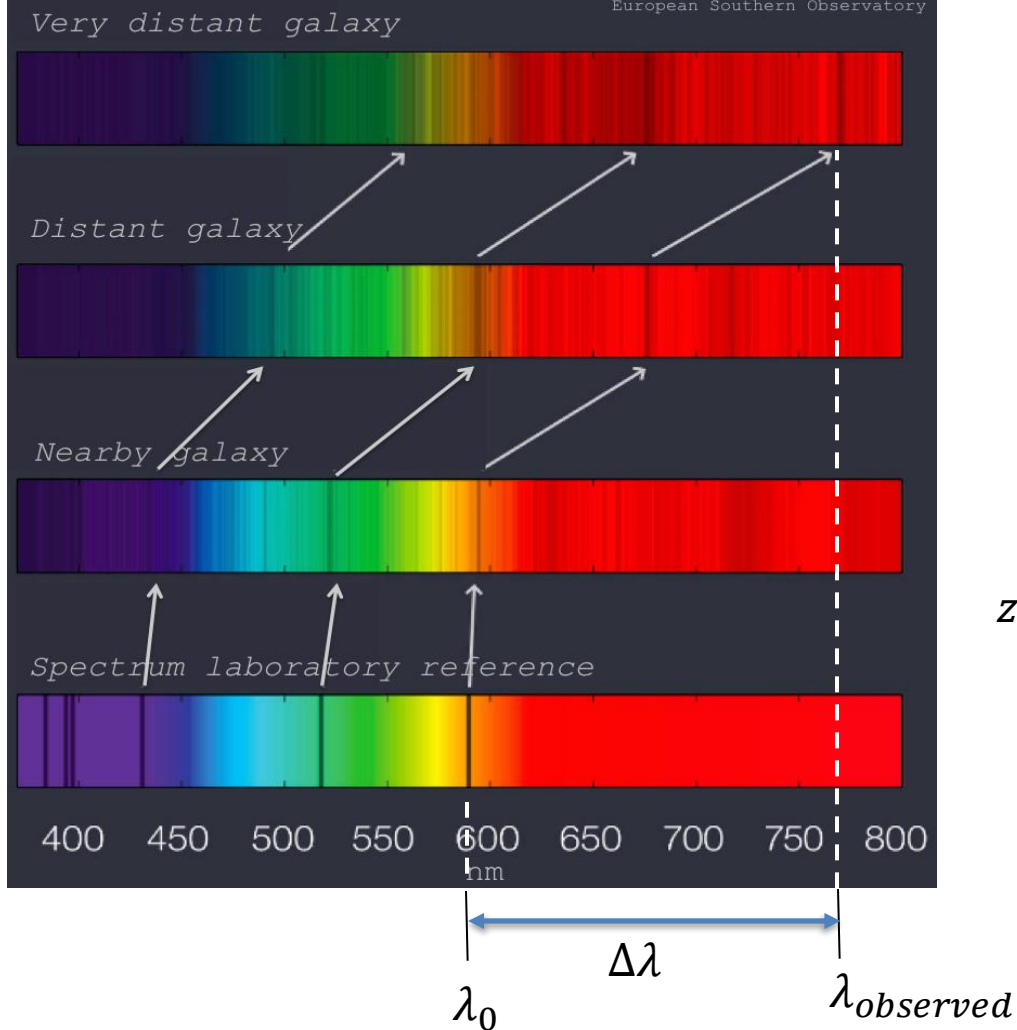 European Southern Observatory
Very distant galaxy
Distant galaxy
Nearby galaxy
z
Spectrum laboratory reference
400 450 500 550 600 650 700 750 800
nm
Δλ
λ₀ λobserved